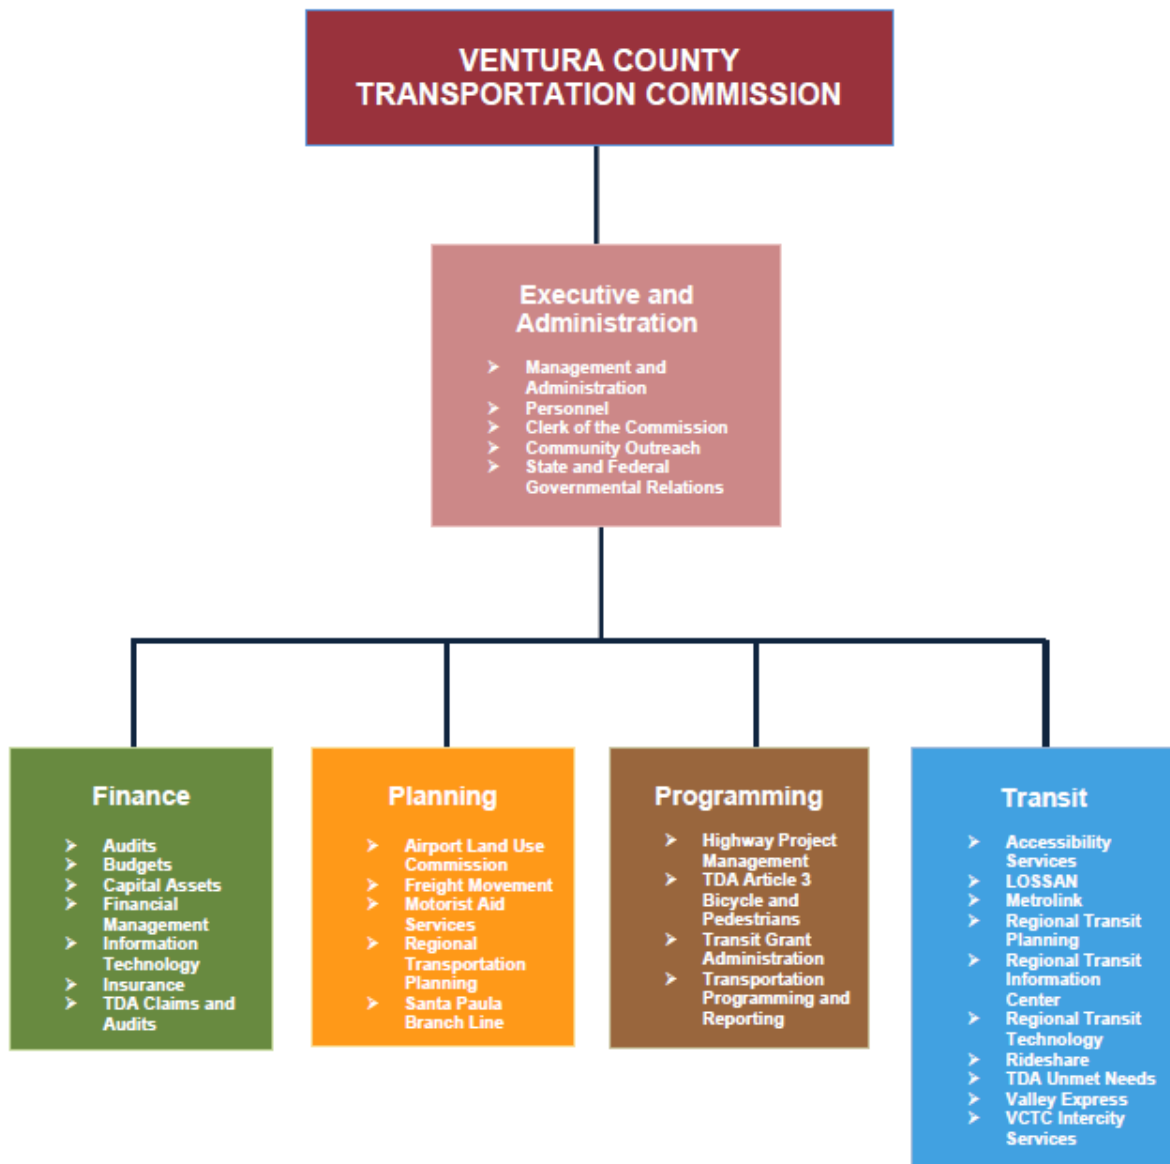 VENTURA COUNTY
TRANSPORTATION COMMISSION
Executive and
Administration
➢ Management and
Administration
➢ Personnel
➢ Clerk of the Commission
➢ Community Outreach
➢ State and Federal
Governmental Relations
Finance
➢ Audits
➢ Budgets
➢ Capital Assets
➢ Financial
Management
➢ Information
Technology
➢ Insurance
➢ TDA Claims and
Audits
Planning
➢ Airport Land Use
Commission
➢ Freight Movement
➢ Motorist Aid
Services
➢ Regional
Transportation
Planning
➢ Santa Paula
Branch Line
Programming
➢ Highway Project
Management
➢ TDA Article 3
Bicycle and
Pedestrians
➢ Transit Grant
Administration
➢ Transportation
Programming and
Reporting
Transit
➢ Accessibility
Services
➢ LOSSAN
➢ Metrolink
➢ Regional Transit
Planning
➢ Regional Transit
Information
Center
➢ Regional Transit
Technology
➢ Rideshare
➢ TDA Unmet Needs
➢ Valley Express
➢ VCTC Intercity
Services